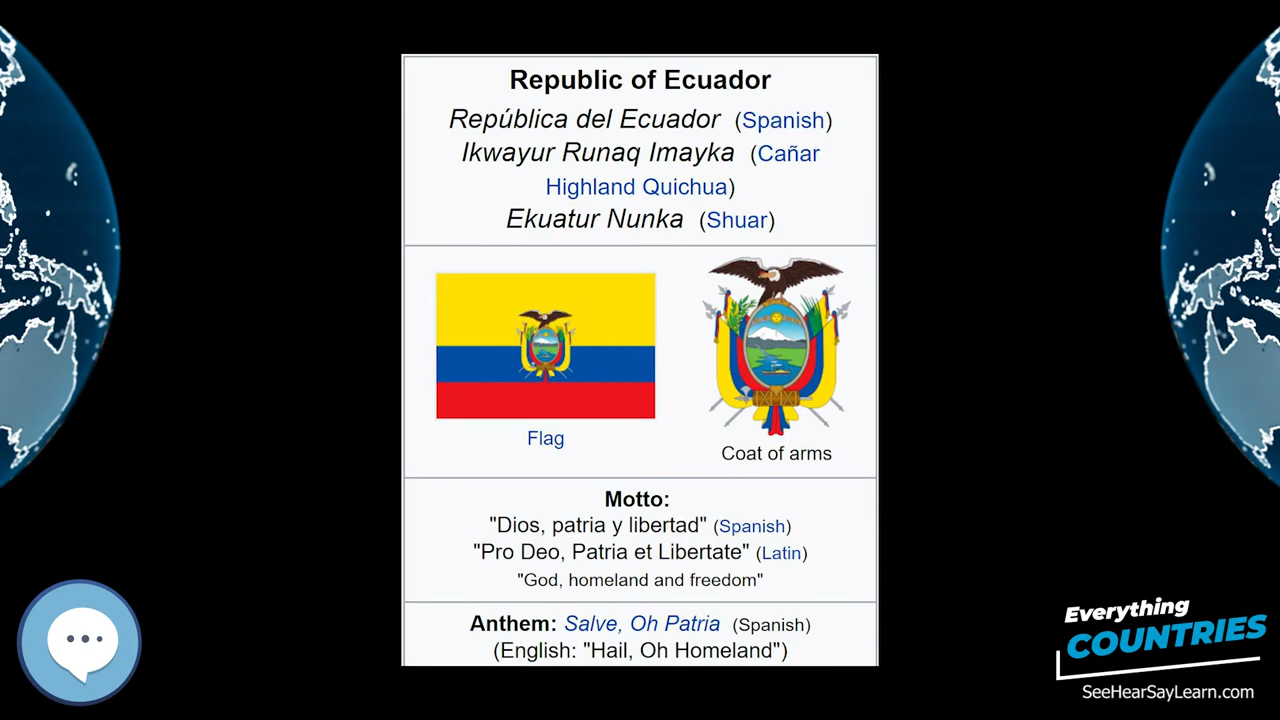 Republic of Ecuador
República del Ecuador (Spanish)
Ikwayur Runaq Imayka (Cañar
Highland Quichua)
Ekuatur Nunka (Shuar)
Flag
Coat of arms
Motto:
"Dios, patria y libertad" (Spanish)
"Pro Deo, Patria et Libertate" (Latin)
"God, homeland and freedom"
Anthem: Salve, Oh Patria (Spanish)
(English: "Hail, Oh Homeland")
Everything
COUNTRIES
SeeHearSayLearn.com